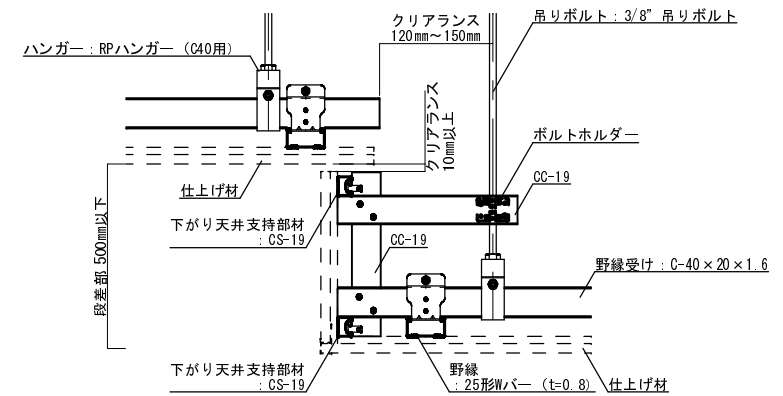 クリアランス
120mm～150mm
吊りボルト：3/8” 吊りボルト
ハンガー：RPハンガー（C40用）
クリアランス
10mm以上
ボルトホルダー
CC-19
仕上げ材
段差部 500mm以下
下がり天井支持部材
：CS-19
CC-19
野縁受け：C-40×20×1.6
下がり天井支持部材
：CS-19
野縁
：25形Wバー（t=0.8）
仕上げ材